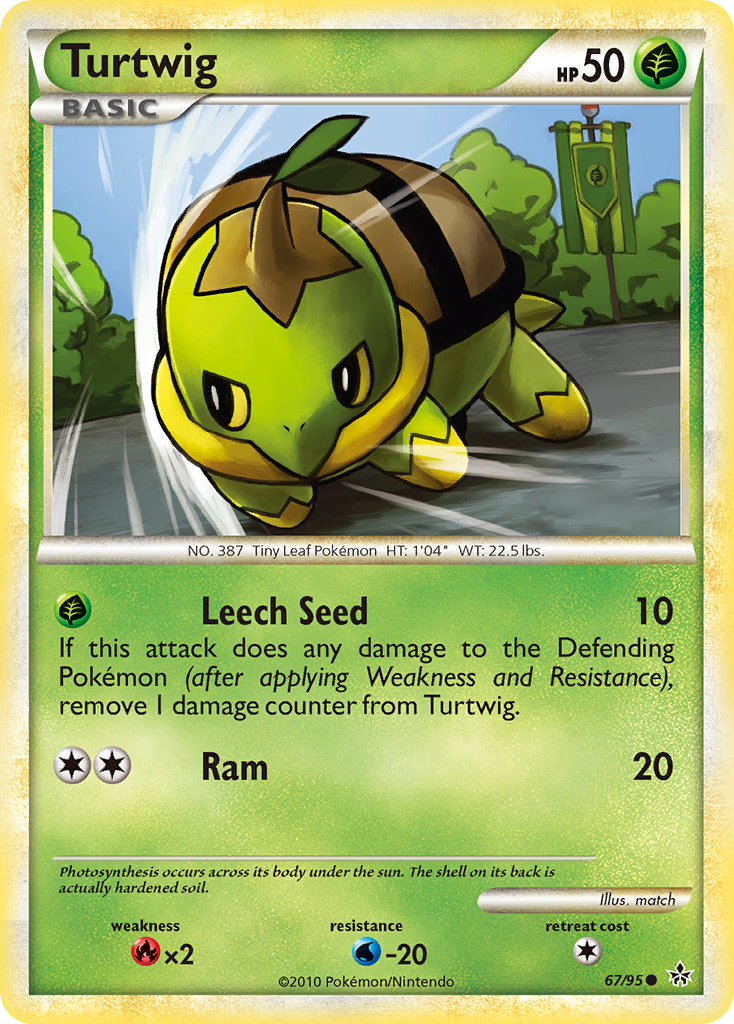 Turtwig
HP 50
BASIC
NO. 387 Tiny Leaf Pokémon HT: 1'04" WT: 22.5 lbs.
Leech Seed 10
If this attack does any damage to the Defending
Pokémon (after applying Weakness and Resistance),
remove 1 damage counter from Turtwig.
Ram 20
Photosynthesis occurs across its body under the sun. The shell on its back is
actually hardened soil.
Illus. match
weakness resistance retreat cost
×2 -20
©2010 Pokémon/Nintendo 67/95